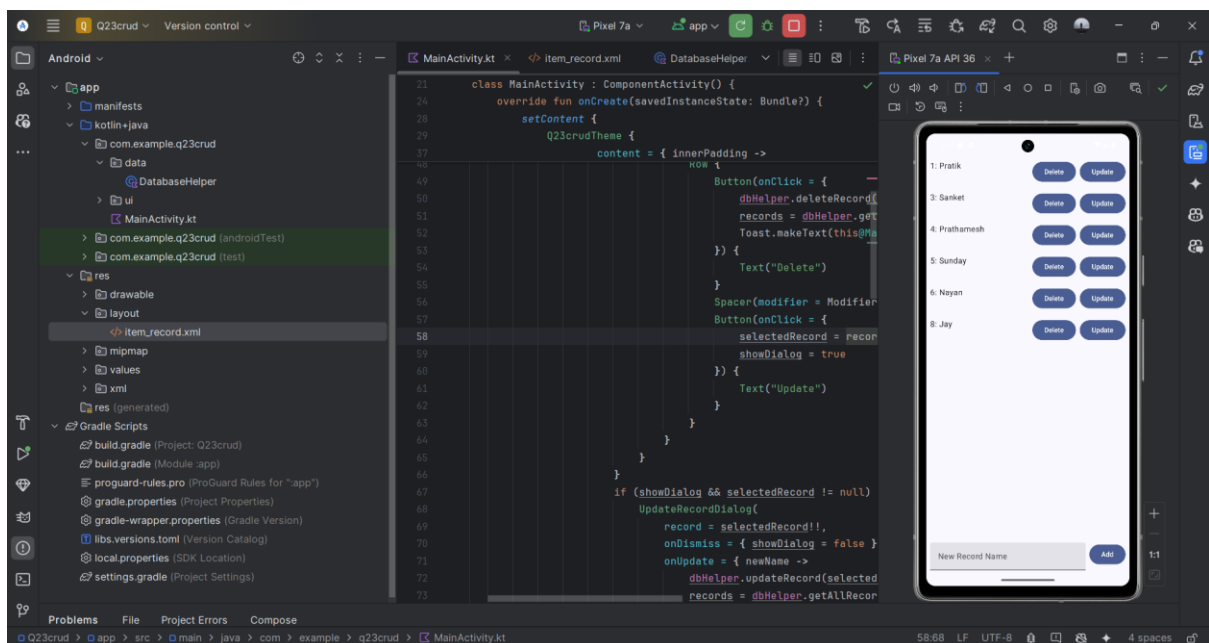 Q Q23crud Version control Pixel 7a app
Android
app
manifests
kotlin+java
com.example.q23crud
data
DatabaseHelper
ui
MainActivity.kt
com.example.q23crud (androidTest)
com.example.q23crud (test)
res
drawable
layout
</> item_record.xml
mipmap
values
xml
res (generated)
Gradle Scripts
build.gradle (Project: Q23crud)
build.gradle (Module :app)
proguard-rules.pro (ProGuard Rules for ":app")
gradle.properties (Project Properties)
gradle-wrapper.properties (Gradle Version)
libs.versions.toml (Version Catalog)
local.properties (SDK Location)
settings.gradle (Project Settings)
MainActivity.kt </> item_record.xml DatabaseHelper
21 class MainActivity : ComponentActivity() {
24 override fun onCreate(savedInstanceState: Bundle?) {
28 setContent {
29 Q23crudTheme {
37 content = { innerPadding ->
48 Row {
49 Button(onClick = {
50 dbHelper.deleteRecord(
51 records = dbHelper.get
52 Toast.makeText(this@Ma
53 }) {
54 Text("Delete")
55 }
56 Spacer(modifier = Modifier
57 Button(onClick = {
58 selectedRecord = recor
59 showDialog = true
60 }) {
61 Text("Update")
62 }
63 }
64 }
65 }
66 }
67 if (showDialog && selectedRecord != null)
68 UpdateRecordDialog(
69 record = selectedRecord!!,
70 onDismiss = { showDialog = false }
71 onUpdate = { newName ->
72 dbHelper.updateRecord(selected
73 records = dbHelper.getAllRecor
Pixel 7a API 36
1: Pratik Delete Update
3: Sanket Delete Update
4: Prathamesh Delete Update
5: Sunday Delete Update
6: Nayan Delete Update
8: Jay Delete Update
New Record Name Add
1:1
Problems File Project Errors Compose
Q23crud > app > src > main > java > com > example > q23crud > MainActivity.kt 58:68 LF UTF-8 4 spaces